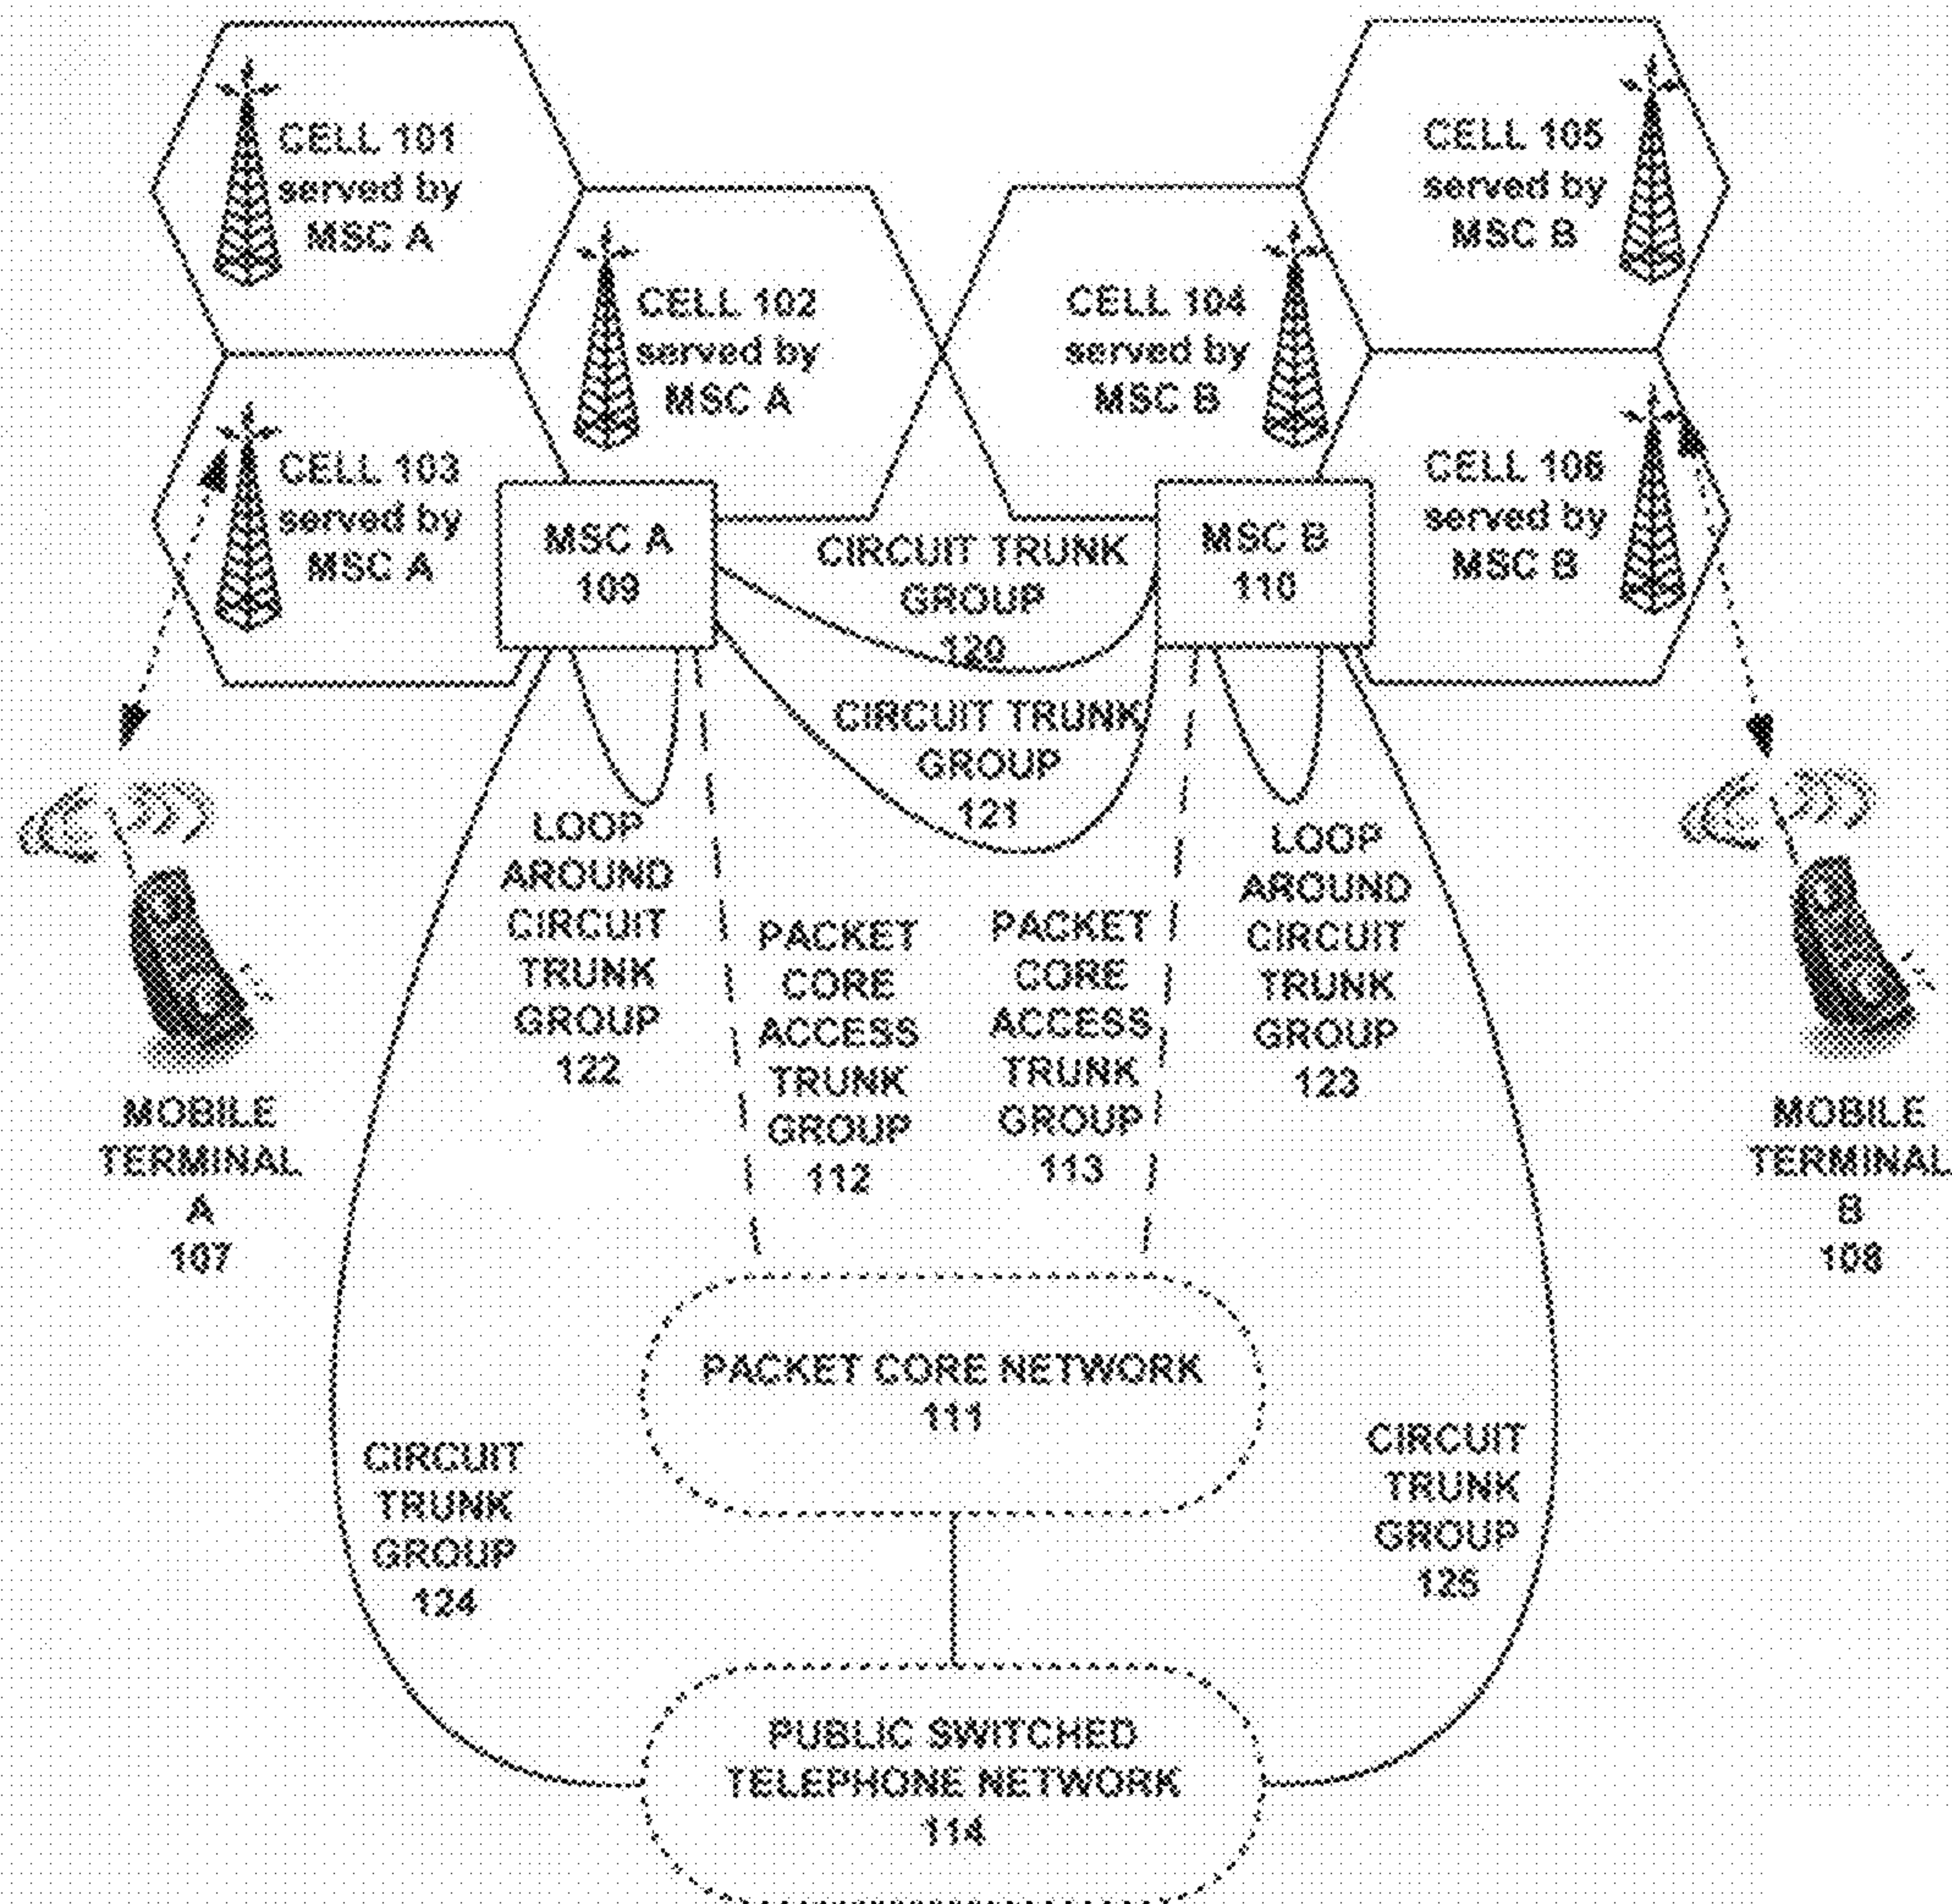 CELL 101
served by
MSC A
CELL 105
served by
MSC B
CELL 102
served by
MSC A
CELL 104
served by
MSC B
CELL 103
served by
MSC A
CELL 106
served by
MSC B
MSC A
109
CIRCUIT TRUNK
GROUP
120
MSC B
110
CIRCUIT TRUNK
GROUP
121
LOOP
AROUND
CIRCUIT
TRUNK
GROUP
122
PACKET
CORE
ACCESS
TRUNK
GROUP
112
PACKET
CORE
ACCESS
TRUNK
GROUP
113
LOOP
AROUND
CIRCUIT
TRUNK
GROUP
123
MOBILE
TERMINAL
A
107
MOBILE
TERMINAL
B
108
PACKET CORE NETWORK
111
CIRCUIT
TRUNK
GROUP
124
CIRCUIT
TRUNK
GROUP
125
PUBLIC SWITCHED
TELEPHONE NETWORK
114